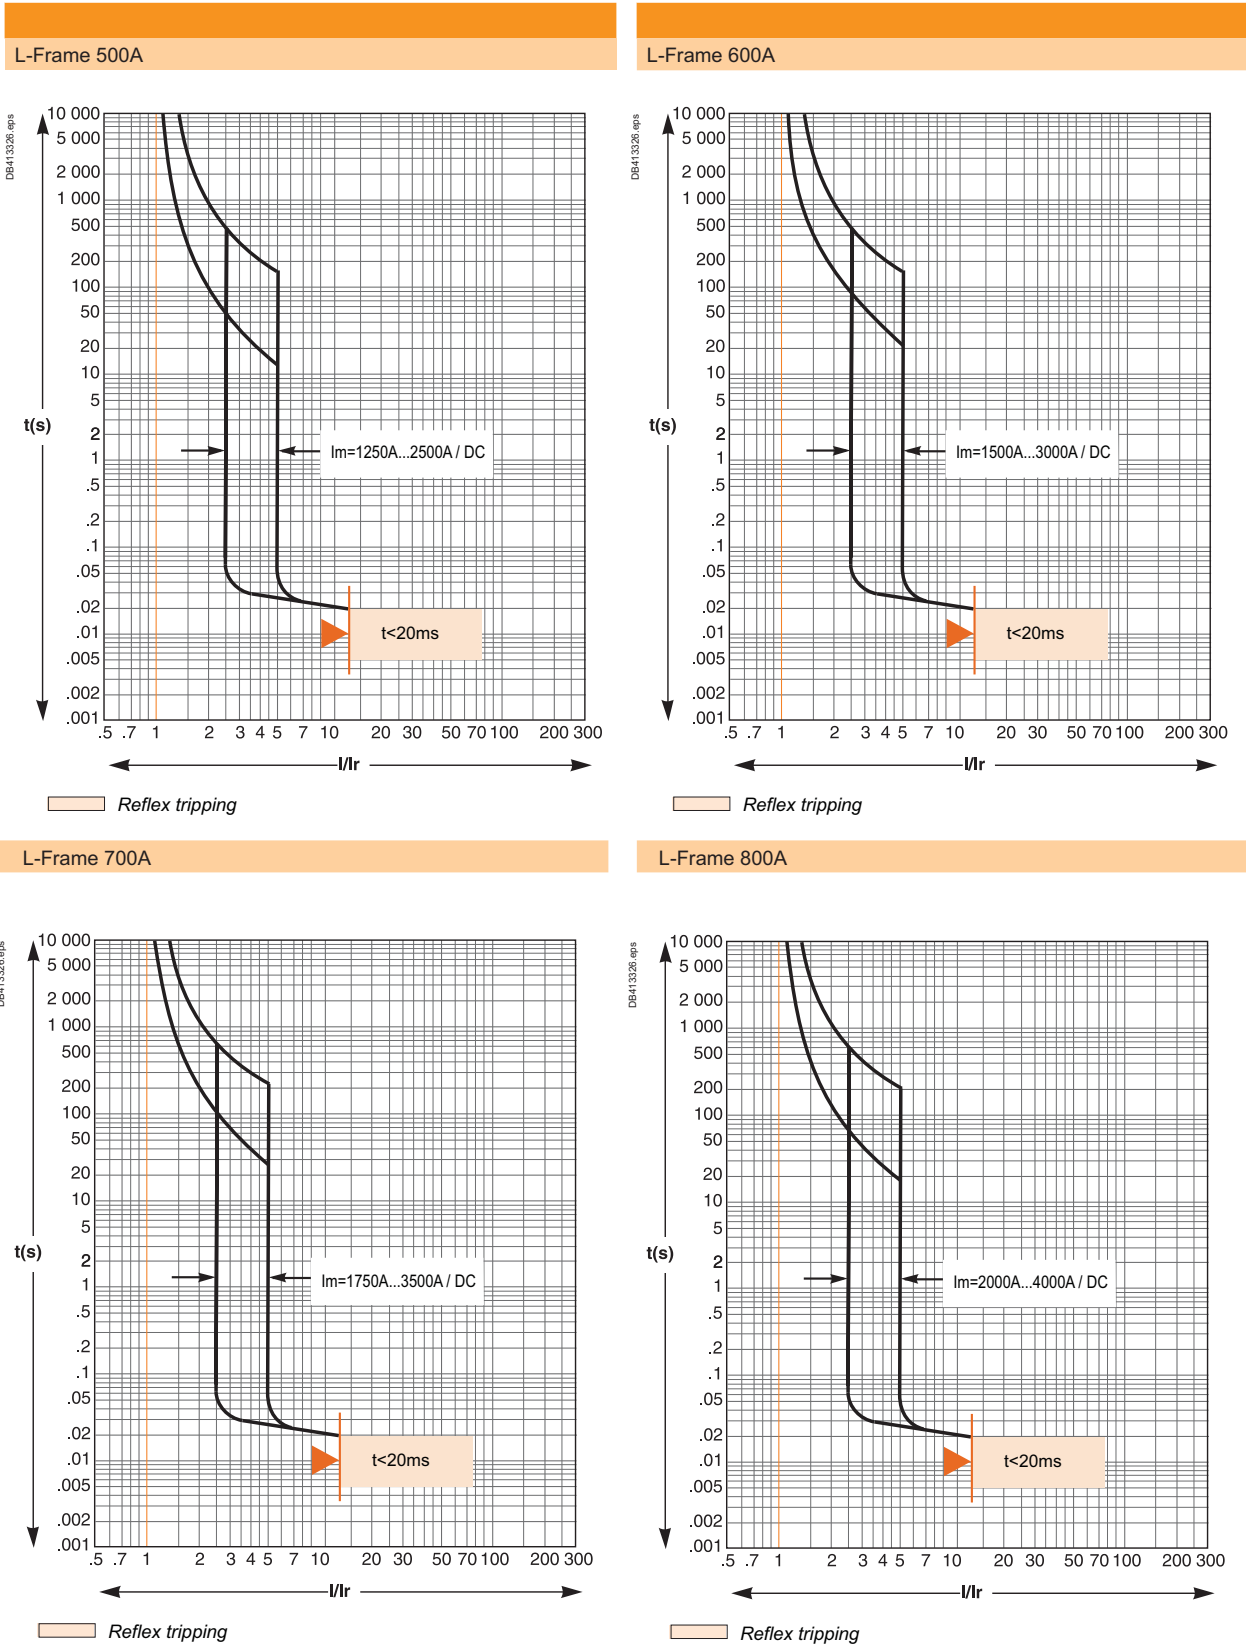 L-Frame 500A
DB413326.eps
10 000
5 000
2 000
1 000
500
200
100
50
20
10
5
2
1
.5
.2
.1
.05
.02
.01
.005
.002
.001
t(s)
Im=1250A...2500A / DC
t<20ms
.5 .7 1 2 3 4 5 7 10 20 30 50 70 100 200 300
I/Ir
Reflex tripping
L-Frame 600A
DB413326.eps
10 000
5 000
2 000
1 000
500
200
100
50
20
10
5
2
1
.5
.2
.1
.05
.02
.01
.005
.002
.001
t(s)
Im=1500A...3000A / DC
t<20ms
.5 .7 1 2 3 4 5 7 10 20 30 50 70 100 200 300
I/Ir
Reflex tripping
L-Frame 700A
DB413326.eps
10 000
5 000
2 000
1 000
500
200
100
50
20
10
5
2
1
.5
.2
.1
.05
.02
.01
.005
.002
.001
t(s)
Im=1750A...3500A / DC
t<20ms
.5 .7 1 2 3 4 5 7 10 20 30 50 70 100 200 300
I/Ir
Reflex tripping
L-Frame 800A
DB413326.eps
10 000
5 000
2 000
1 000
500
200
100
50
20
10
5
2
1
.5
.2
.1
.05
.02
.01
.005
.002
.001
t(s)
Im=2000A...4000A / DC
t<20ms
.5 .7 1 2 3 4 5 7 10 20 30 50 70 100 200 300
I/Ir
Reflex tripping